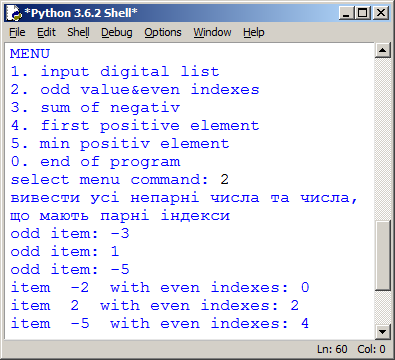 *Python 3.6.2 Shell*
File Edit Shell Debug Options Window Help
MENU
1. input digital list
2. odd value&even indexes
3. sum of negativ
4. first positive element
5. min positiv element
0. end of program
select menu command: 2
вивести усі непарні числа та числа,
що мають парні індекси
odd item: -3
odd item: 1
odd item: -5
item  -2  with even indexes: 0
item  2  with even indexes: 2
item  -5  with even indexes: 4
Ln: 60 Col: 0